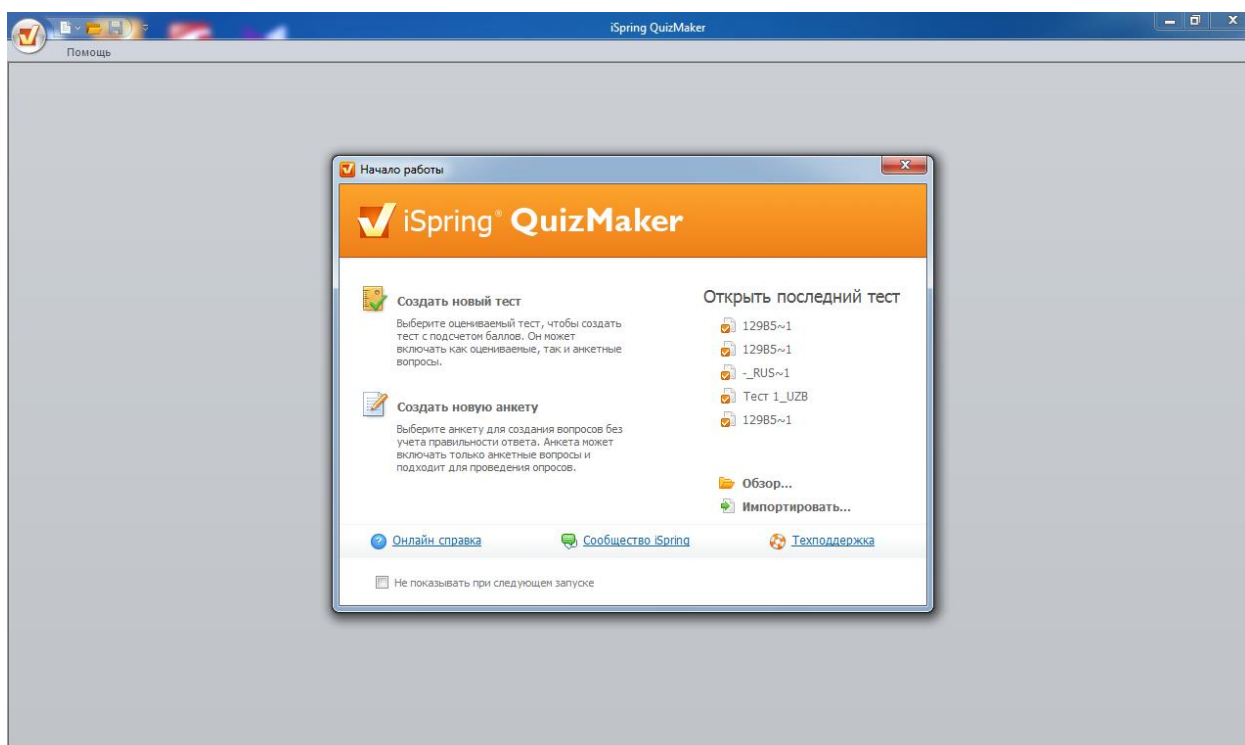 iSpring QuizMaker
Помощь
Начало работы
iSpring® QuizMaker
Создать новый тест
Выберите оцениваемый тест, чтобы создать
тест с подсчетом баллов. Он может
включать как оцениваемые, так и анкетные
вопросы.
Создать новую анкету
Выберите анкету для создания вопросов без
учета правильности ответа. Анкета может
включать только анкетные вопросы и
подходит для проведения опросов.
Открыть последний тест
129B5~1
129B5~1
-_RUS~1
Тест 1_UZB
129B5~1
Обзор...
Импортировать...
Онлайн справка
Сообщество iSpring
Техподдержка
Не показывать при следующем запуске